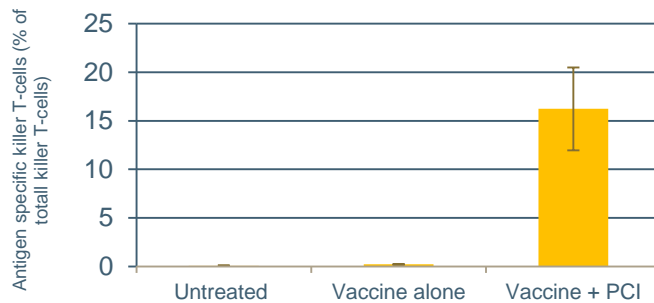 Antigen specific killer T-cells (% of
totall killer T-cells)
25
20
15
10
5
0
Untreated
Vaccine alone
Vaccine + PCI